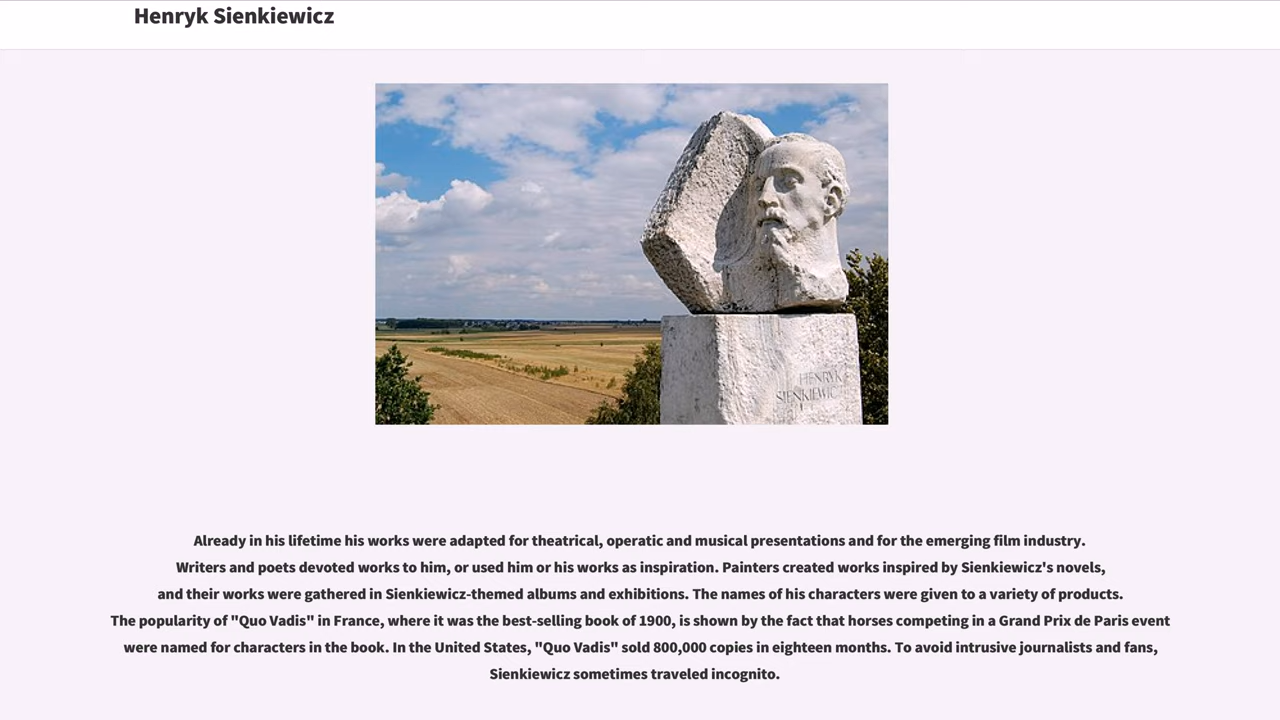 Henryk Sienkiewicz
HENRYK
SIENKIEWIC
Already in his lifetime his works were adapted for theatrical, operatic and musical presentations and for the emerging film industry.
Writers and poets devoted works to him, or used him or his works as inspiration. Painters created works inspired by Sienkiewicz's novels,
and their works were gathered in Sienkiewicz-themed albums and exhibitions. The names of his characters were given to a variety of products.
The popularity of "Quo Vadis" in France, where it was the best-selling book of 1900, is shown by the fact that horses competing in a Grand Prix de Paris event
were named for characters in the book. In the United States, "Quo Vadis" sold 800,000 copies in eighteen months. To avoid intrusive journalists and fans,
Sienkiewicz sometimes traveled incognito.